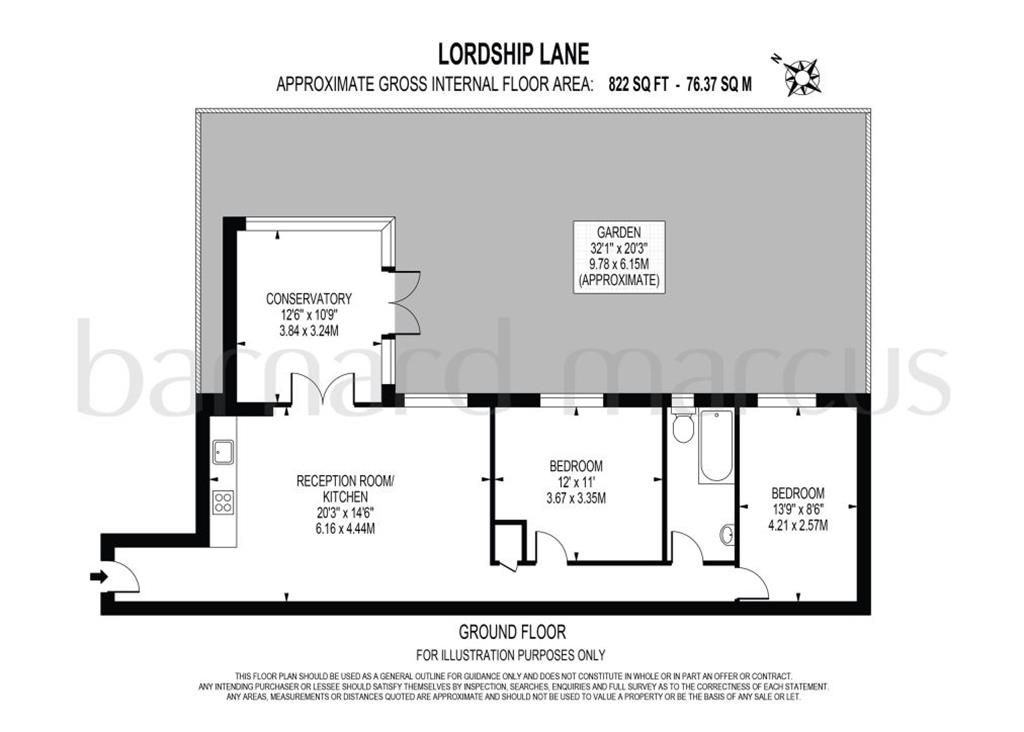 LORDSHIP LANE
APPROXIMATE GROSS INTERNAL FLOOR AREA: 822 SQ FT - 76.37 SQ M
N
GARDEN
32'1" x 20'3"
9.78 x 6.15M
(APPROXIMATE)
CONSERVATORY
12'6" x 10'9"
3.84 x 3.24M
barnard marcus
RECEPTION ROOM/
KITCHEN
20'3" x 14'6"
6.16 x 4.44M
BEDROOM
12' x 11'
3.67 x 3.35M
BEDROOM
13'9" x 8'6"
4.21 x 2.57M
GROUND FLOOR
FOR ILLUSTRATION PURPOSES ONLY
THIS FLOOR PLAN SHOULD BE USED AS A GENERAL OUTLINE FOR GUIDANCE ONLY AND DOES NOT CONSTITUTE IN WHOLE OR IN PART AN OFFER OR CONTRACT.
ANY INTENDING PURCHASER OR LESSEE SHOULD SATISFY THEMSELVES BY INSPECTION, SEARCHES, ENQUIRIES AND FULL SURVEY AS TO THE CORRECTNESS OF EACH STATEMENT.
ANY AREAS, MEASUREMENTS OR DISTANCES QUOTED ARE APPROXIMATE AND SHOULD NOT BE USED TO VALUE A PROPERTY OR BE THE BASIS OF ANY SALE OR LET.